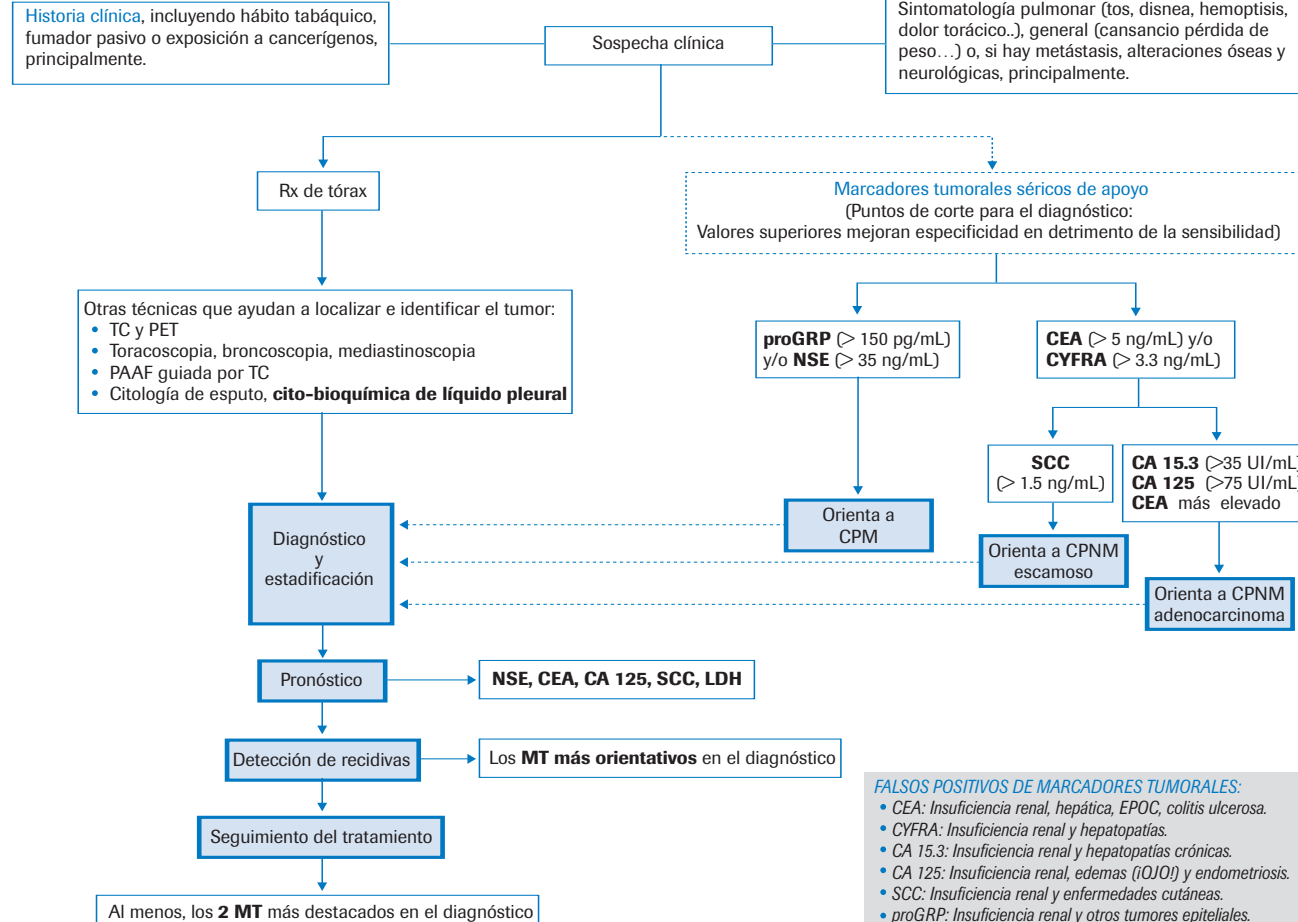 Historia clínica, incluyendo hábito tabáquico,
fumador pasivo o exposición a cancerígenos,
principalmente.
Sospecha clínica
Sintomatología pulmonar (tos, disnea, hemoptisis,
dolor torácico..), general (cansancio pérdida de
peso…) o, si hay metástasis, alteraciones óseas y
neurológicas, principalmente.
Rx de tórax
Marcadores tumorales séricos de apoyo
(Puntos de corte para el diagnóstico:
Valores superiores mejoran especificidad en detrimento de la sensibilidad)
Otras técnicas que ayudan a localizar e identificar el tumor:
• TC y PET
• Toracoscopia, broncoscopia, mediastinoscopia
• PAAF guiada por TC
• Citología de esputo, cito-bioquímica de líquido pleural
proGRP (> 150 pg/mL)
y/o NSE (> 35 ng/mL)
CEA (> 5 ng/mL) y/o
CYFRA (> 3.3 ng/mL)
SCC
(> 1.5 ng/mL)
CA 15.3 (>35 UI/mL)
CA 125 (>75 UI/mL)
CEA más elevado
Diagnóstico
y
estadificación
Orienta a
CPM
Orienta a CPNM
escamoso
Orienta a CPNM
adenocarcinoma
Pronóstico
NSE, CEA, CA 125, SCC, LDH
Detección de recidivas
Los MT más orientativos en el diagnóstico
Seguimiento del tratamiento
Al menos, los 2 MT más destacados en el diagnóstico
FALSOS POSITIVOS DE MARCADORES TUMORALES:
• CEA: Insuficiencia renal, hepática, EPOC, colitis ulcerosa.
• CYFRA: Insuficiencia renal y hepatopatías.
• CA 15.3: Insuficiencia renal y hepatopatías crónicas.
• CA 125: Insuficiencia renal, edemas (¡OJO!) y endometriosis.
• SCC: Insuficiencia renal y enfermedades cutáneas.
• proGRP: Insuficiencia renal y otros tumores epiteliales.